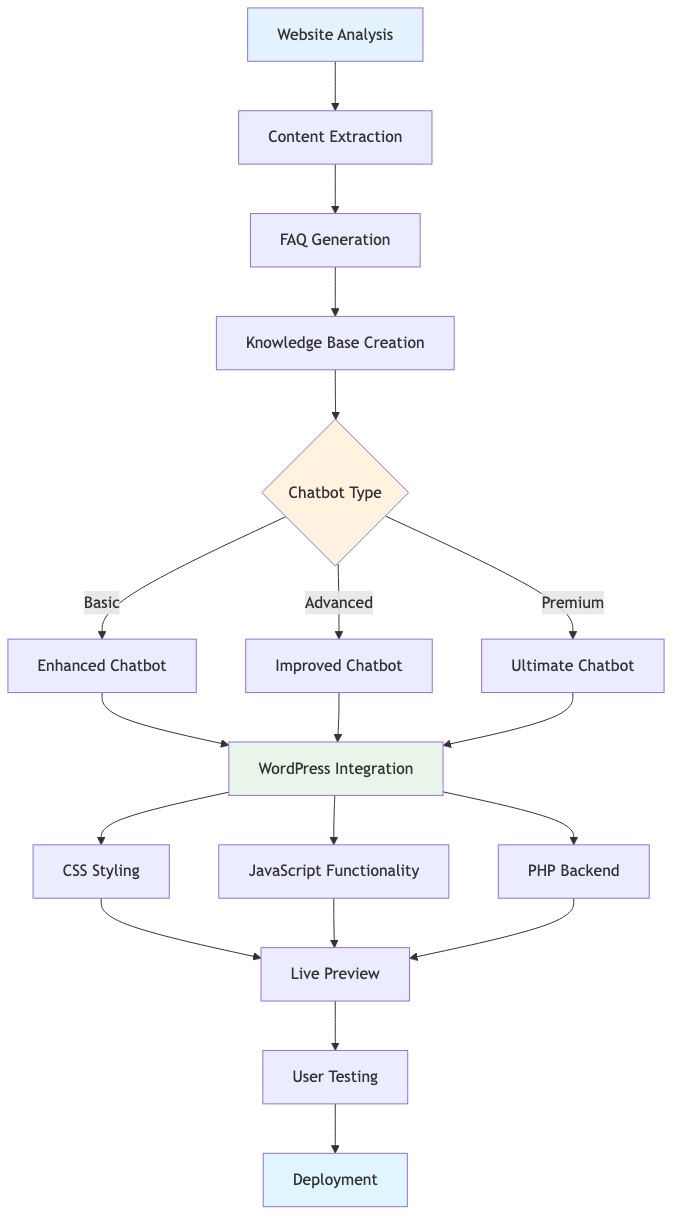 Website Analysis
Content Extraction
FAQ Generation
Knowledge Base Creation
Chatbot Type
Basic
Advanced
Premium
Enhanced Chatbot
Improved Chatbot
Ultimate Chatbot
WordPress Integration
CSS Styling
JavaScript Functionality
PHP Backend
Live Preview
User Testing
Deployment